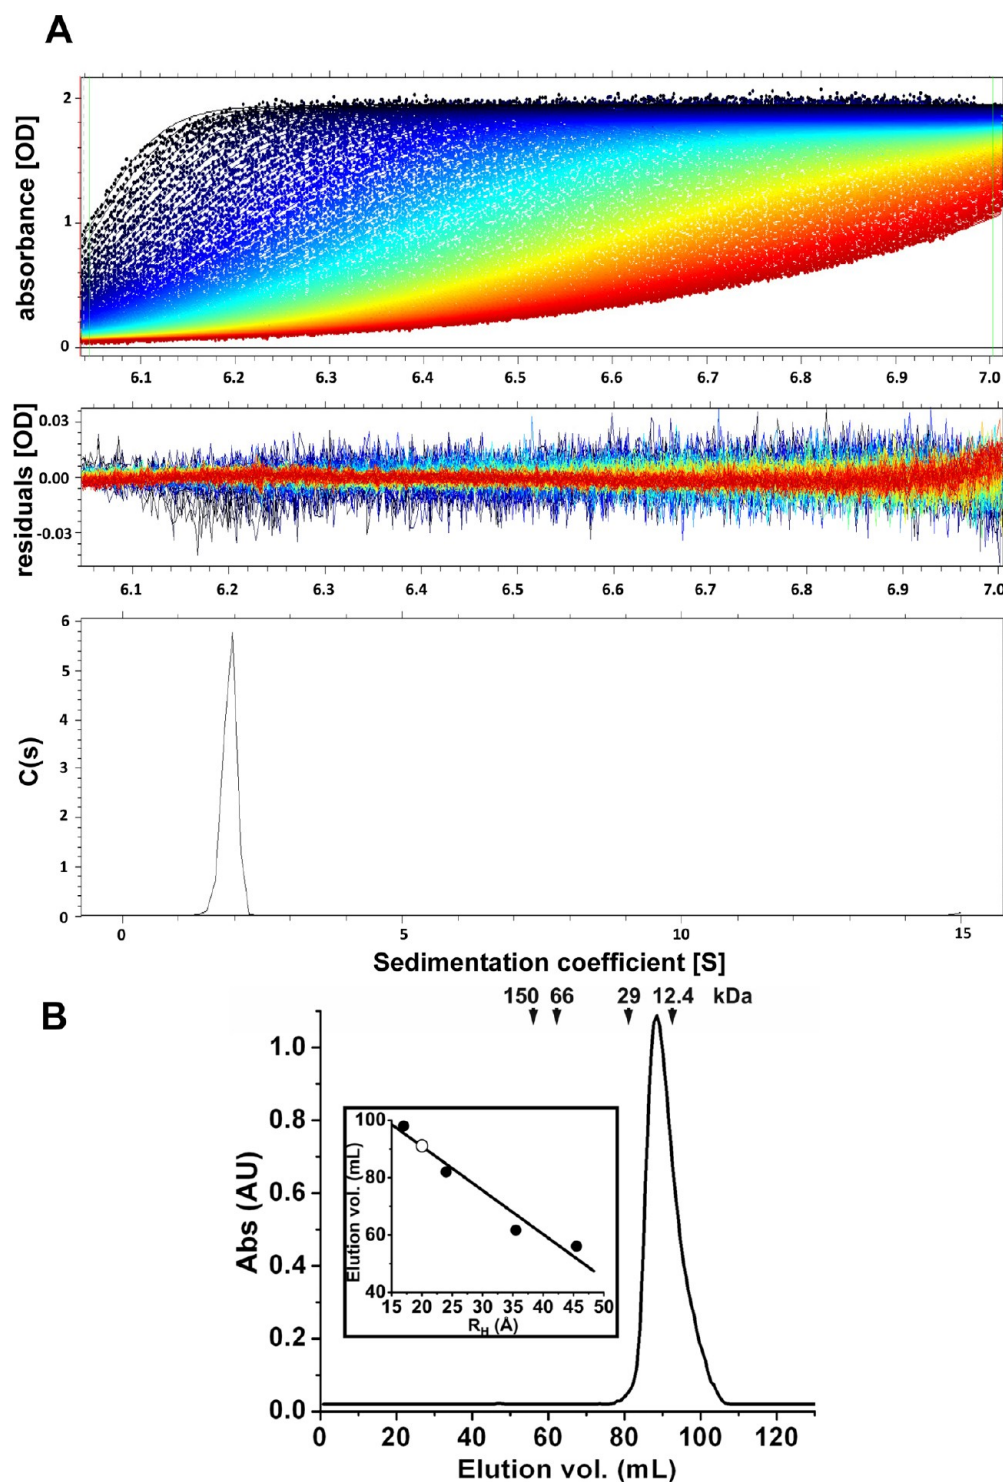 A
absorbance [OD]
2
1
0
6.1 6.2 6.3 6.4 6.5 6.6 6.7 6.8 6.9 7.0
residuals [OD]
0.03
0.00
-0.03
6.1 6.2 6.3 6.4 6.5 6.6 6.7 6.8 6.9 7.0
C(s)
6
5
4
3
2
1
0
0 5 10 15
Sedimentation coefficient [S]
B
150 66 29 12.4 kDa
Abs (AU)
1.0
0.8
0.6
0.4
0.2
0.0
Elution vol. (mL)
100
80
60
40
15 20 25 30 35 40 45 50
RH (Å)
0 20 40 60 80 100 120
Elution vol. (mL)